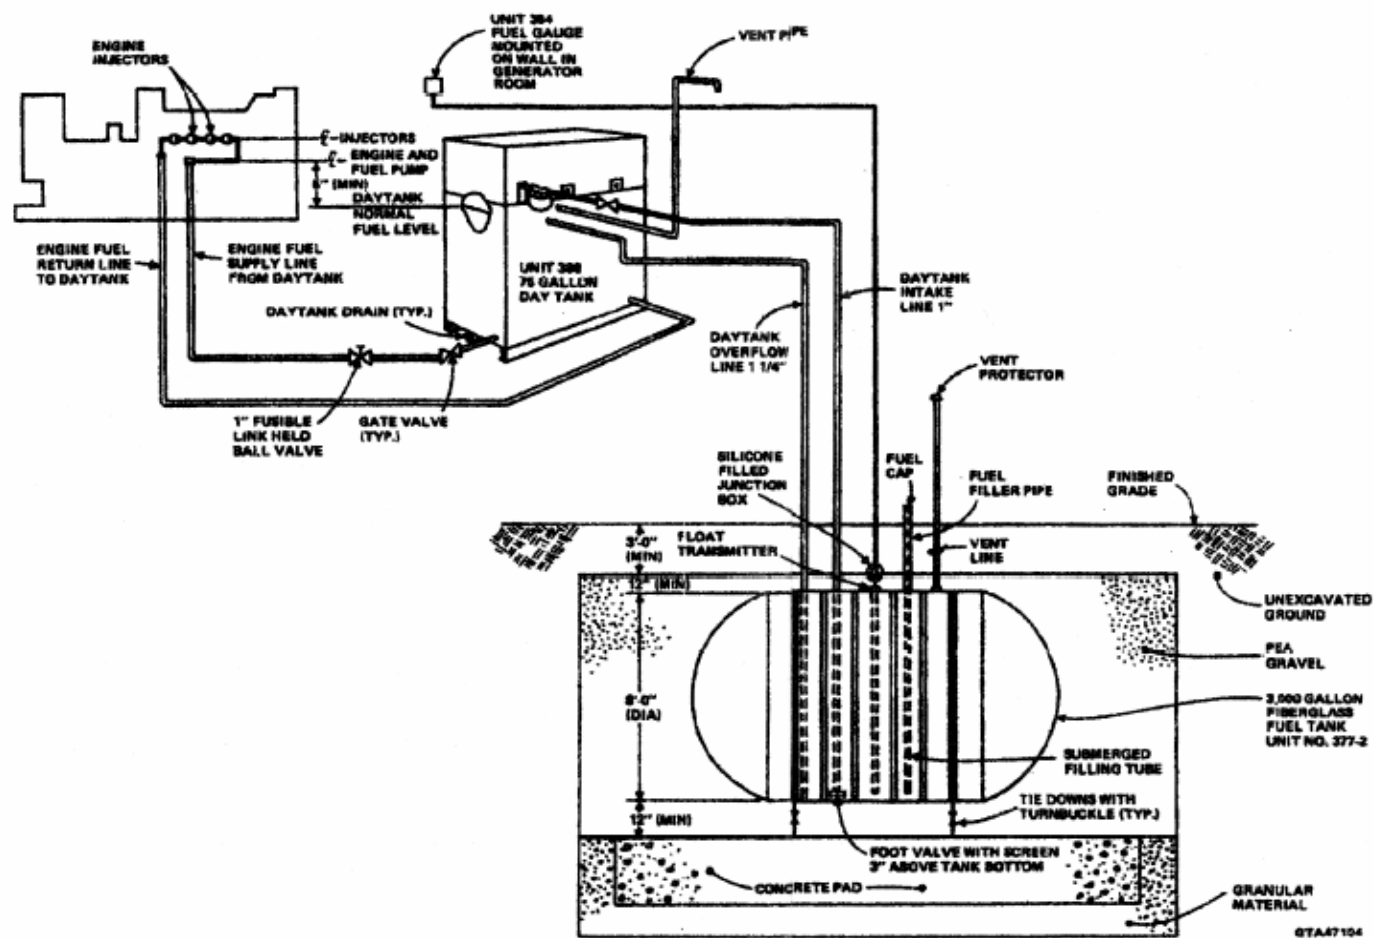 UNIT 384
FUEL GAUGE
MOUNTED
ON WALL IN
GENERATOR
ROOM
VENT PIPE
ENGINE
INJECTORS
INJECTORS
ENGINE AND
FUEL PUMP
6" (MIN)
DAYTANK
NORMAL
FUEL LEVEL
ENGINE FUEL
RETURN LINE
TO DAYTANK
ENGINE FUEL
SUPPLY LINE
FROM DAYTANK
75 GALLON
DAY TANK
DAYTANK
INTAKE
LINE 1"
DAYTANK DRAIN (TYP.)
DAYTANK
OVERFLOW
LINE 1 1/4"
VENT
PROTECTOR
1" FUSIBLE
LINK HELD
BALL VALVE
GATE VALVE
(TYP.)
SILICONE
FILLED
JUNCTION
BOX
FUEL
CAP
FUEL
FILLER PIPE
FINISHED
GRADE
3'-0"
(MIN)
FLOAT
TRANSMITTER
VENT
LINE
12" (MIN)
UNEXCAVATED
GROUND
PEA
GRAVEL
8'-0"
(DIA)
3,000 GALLON
FIBERGLASS
FUEL TANK
UNIT NO. 377-2
SUBMERGED
FILLING TUBE
12" (MIN)
TIE DOWNS WITH
TURNBUCKLE (TYP.)
FOOT VALVE WITH SCREEN
3" ABOVE TANK BOTTOM
CONCRETE PAD
GRANULAR
MATERIAL
GTA47104